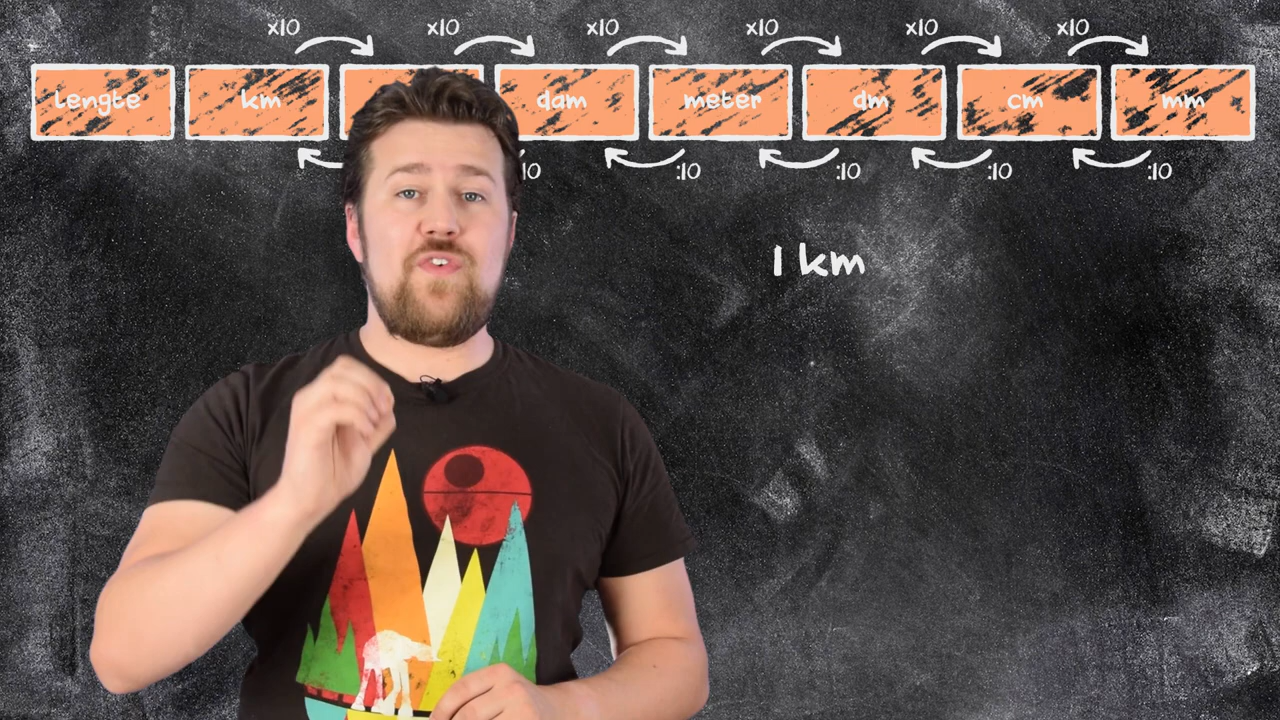 x10 x10 x10 x10 x10 x10
lengte km dam meter dm cm mm
:10 :10 :10 :10 :10
1 km